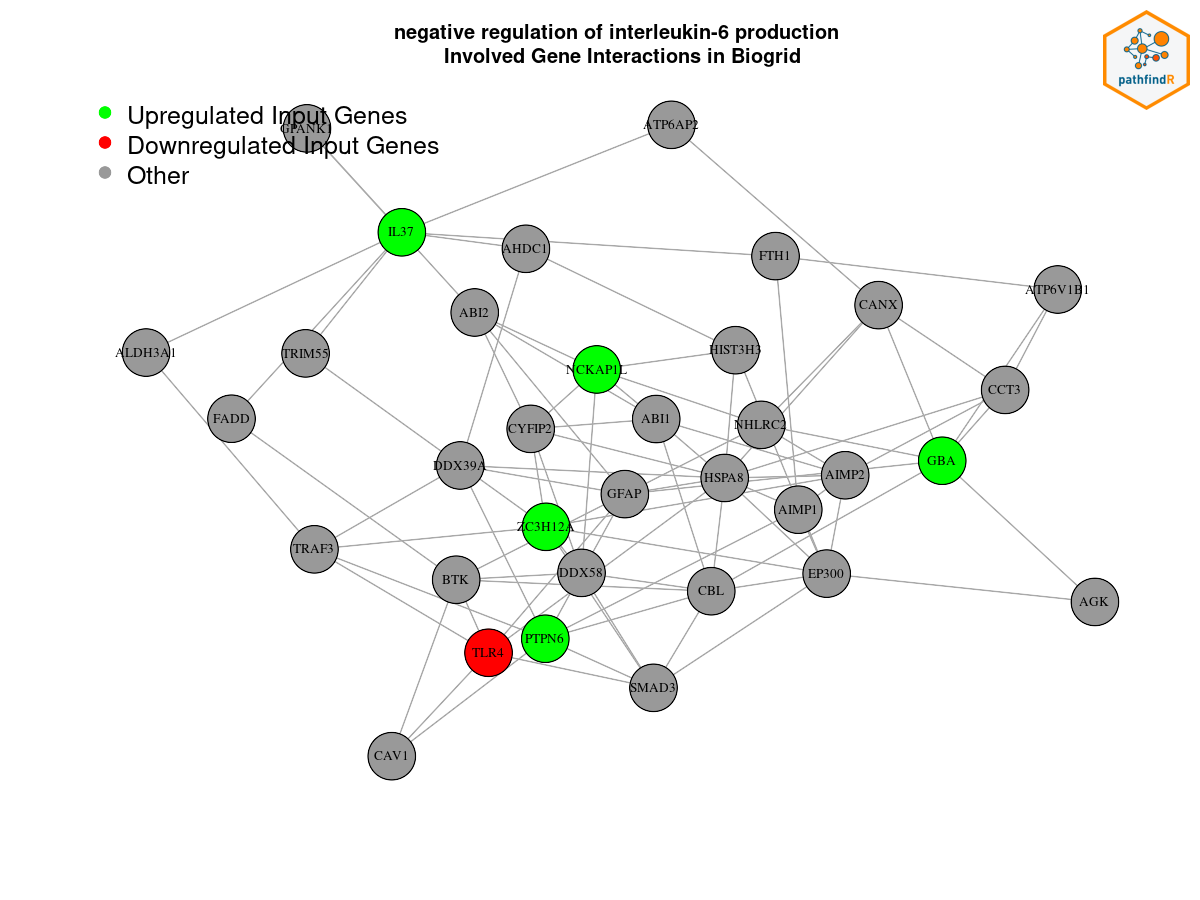 negative regulation of interleukin-6 production
Involved Gene Interactions in Biogrid
pathfindR
Upregulated Input Genes
Downregulated Input Genes
Other
GPANK1
ATP6AP2
IL37
AHDC1
FTH1
ATP6V1B1
CANX
ABI2
ALDH3A1
TRIM55
HIST3H3
NCKAP1L
CCT3
FADD
CYFIP2
ABI1
NHLRC2
DDX39A
GBA
HSPA8
AIMP2
GFAP
AIMP1
ZC3H12A
TRAF3
BTK
DDX58
CBL
EP300
AGK
PTPN6
TLR4
SMAD3
CAV1